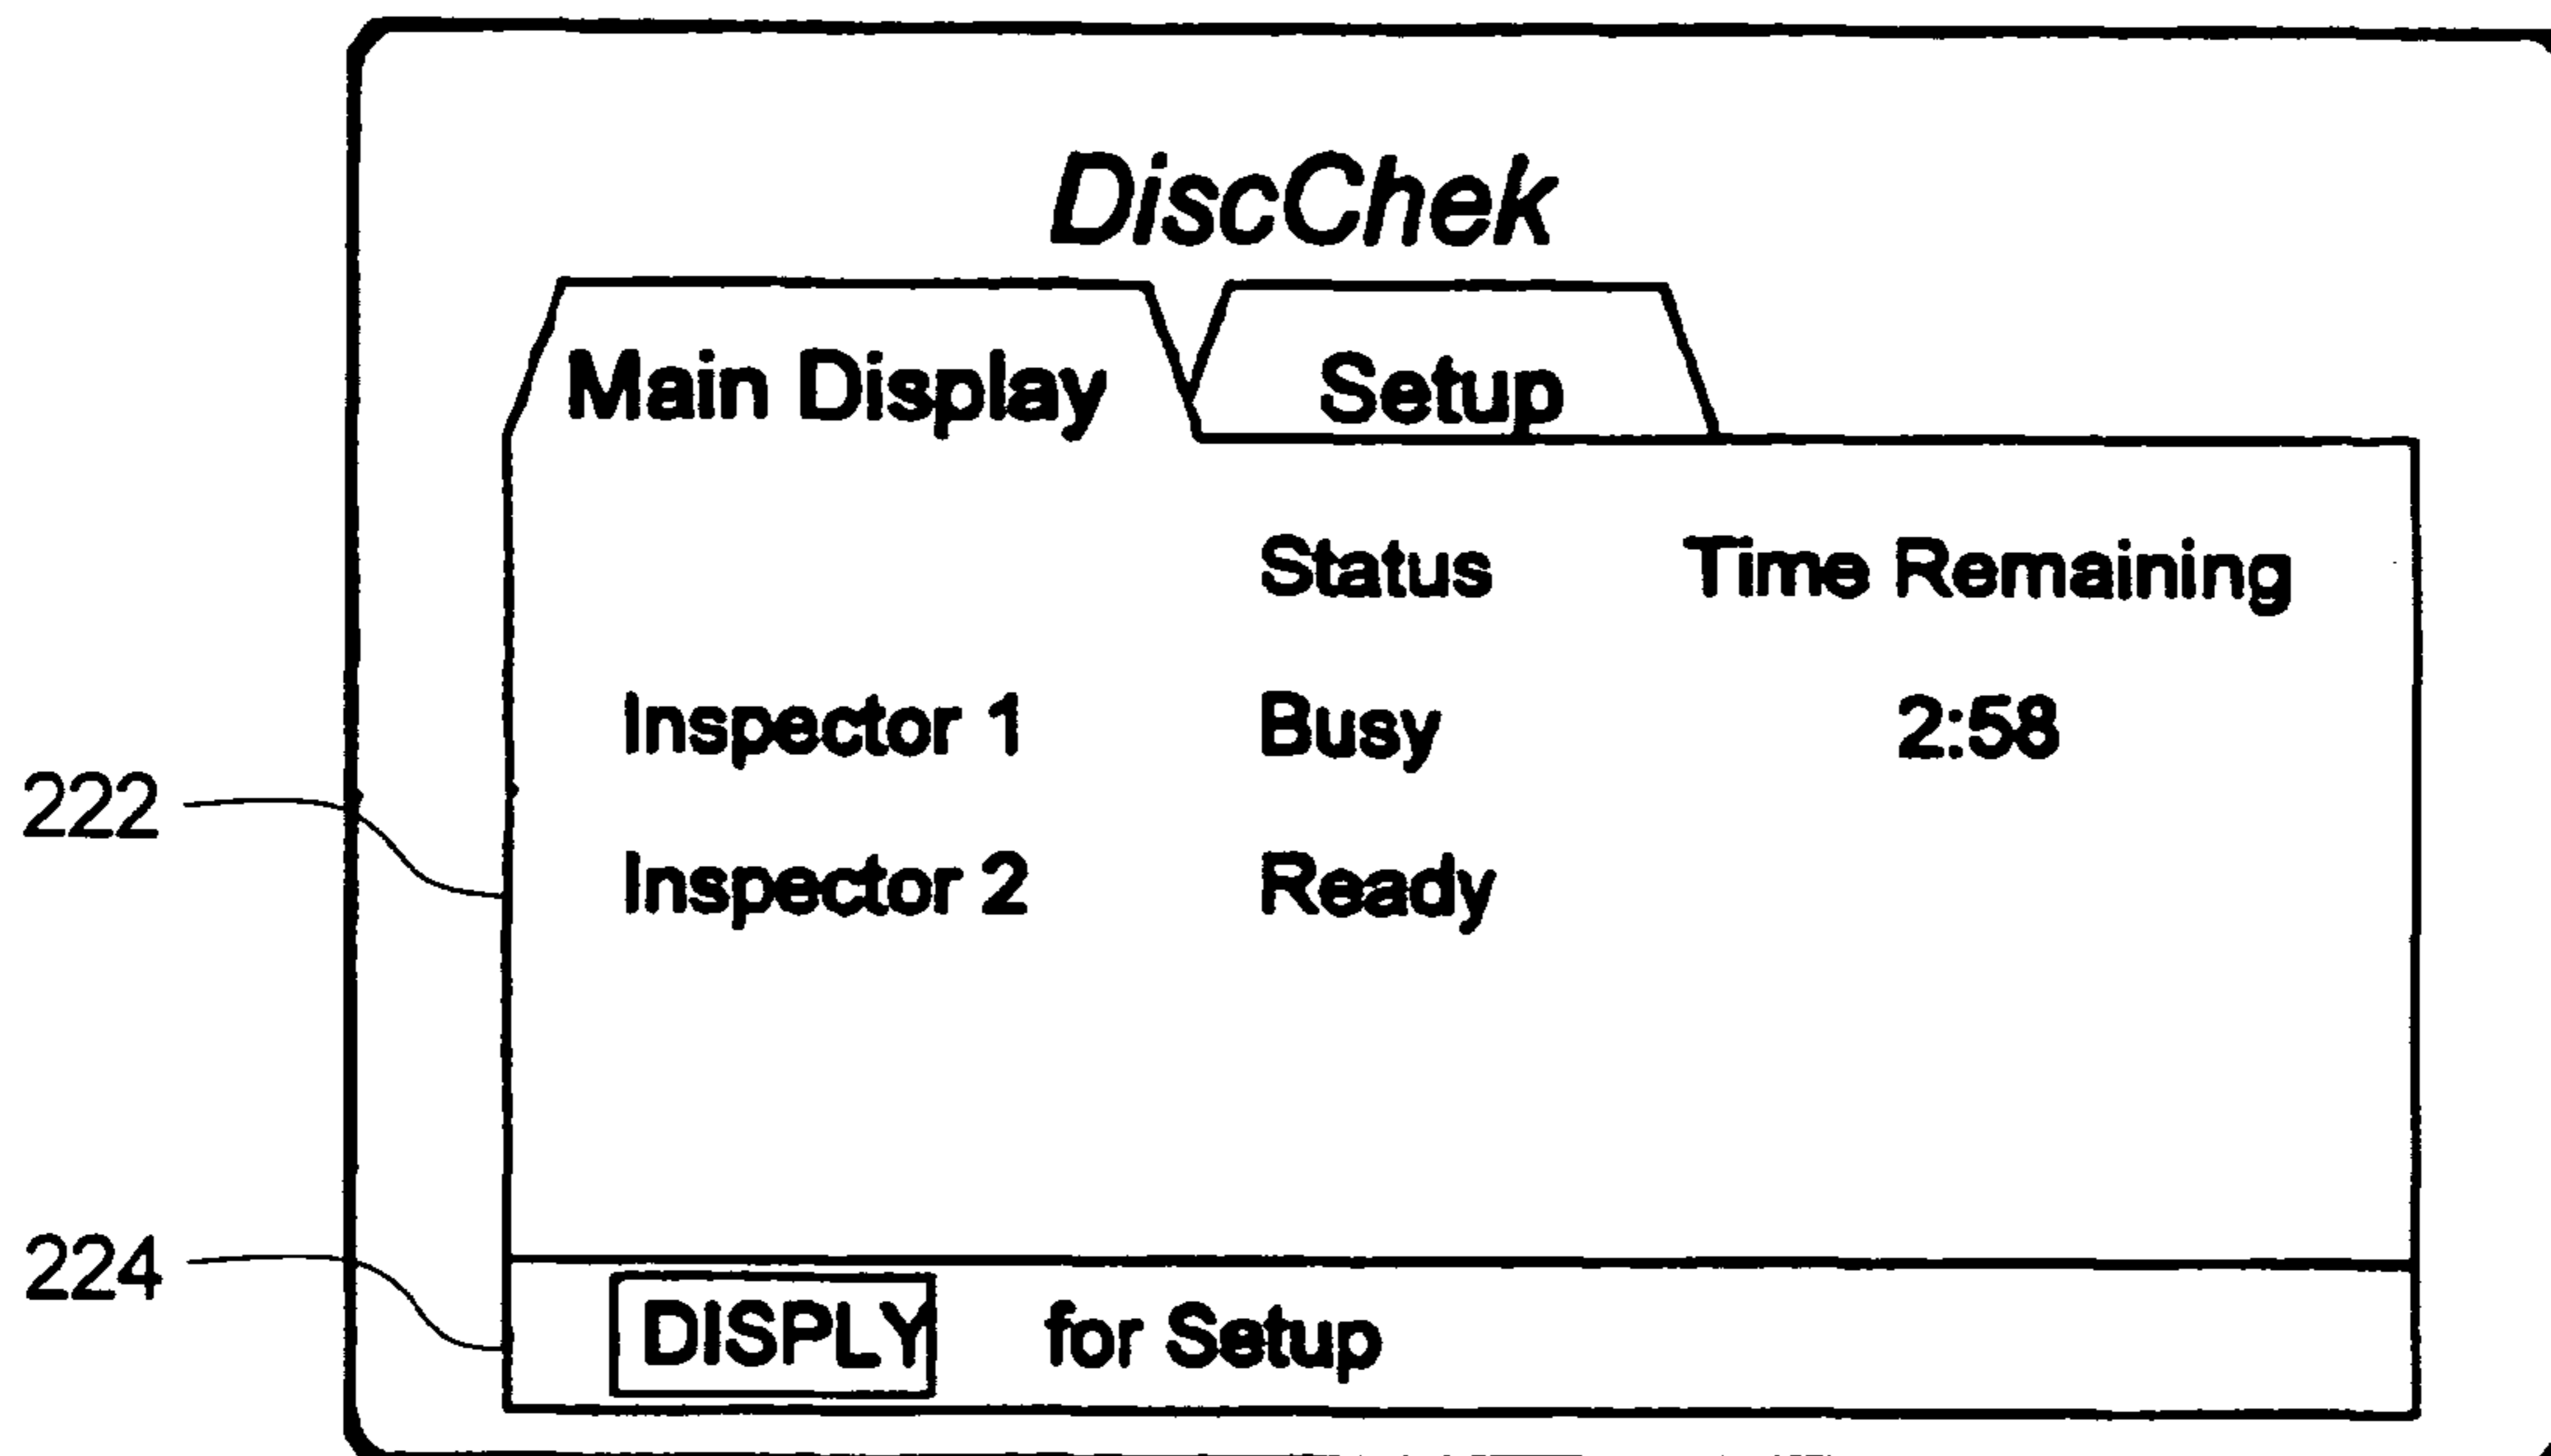 DiscChek
Main Display Setup
Status Time Remaining
Inspector 1 Busy 2:58
222
Inspector 2 Ready
224
DISPLY for Setup